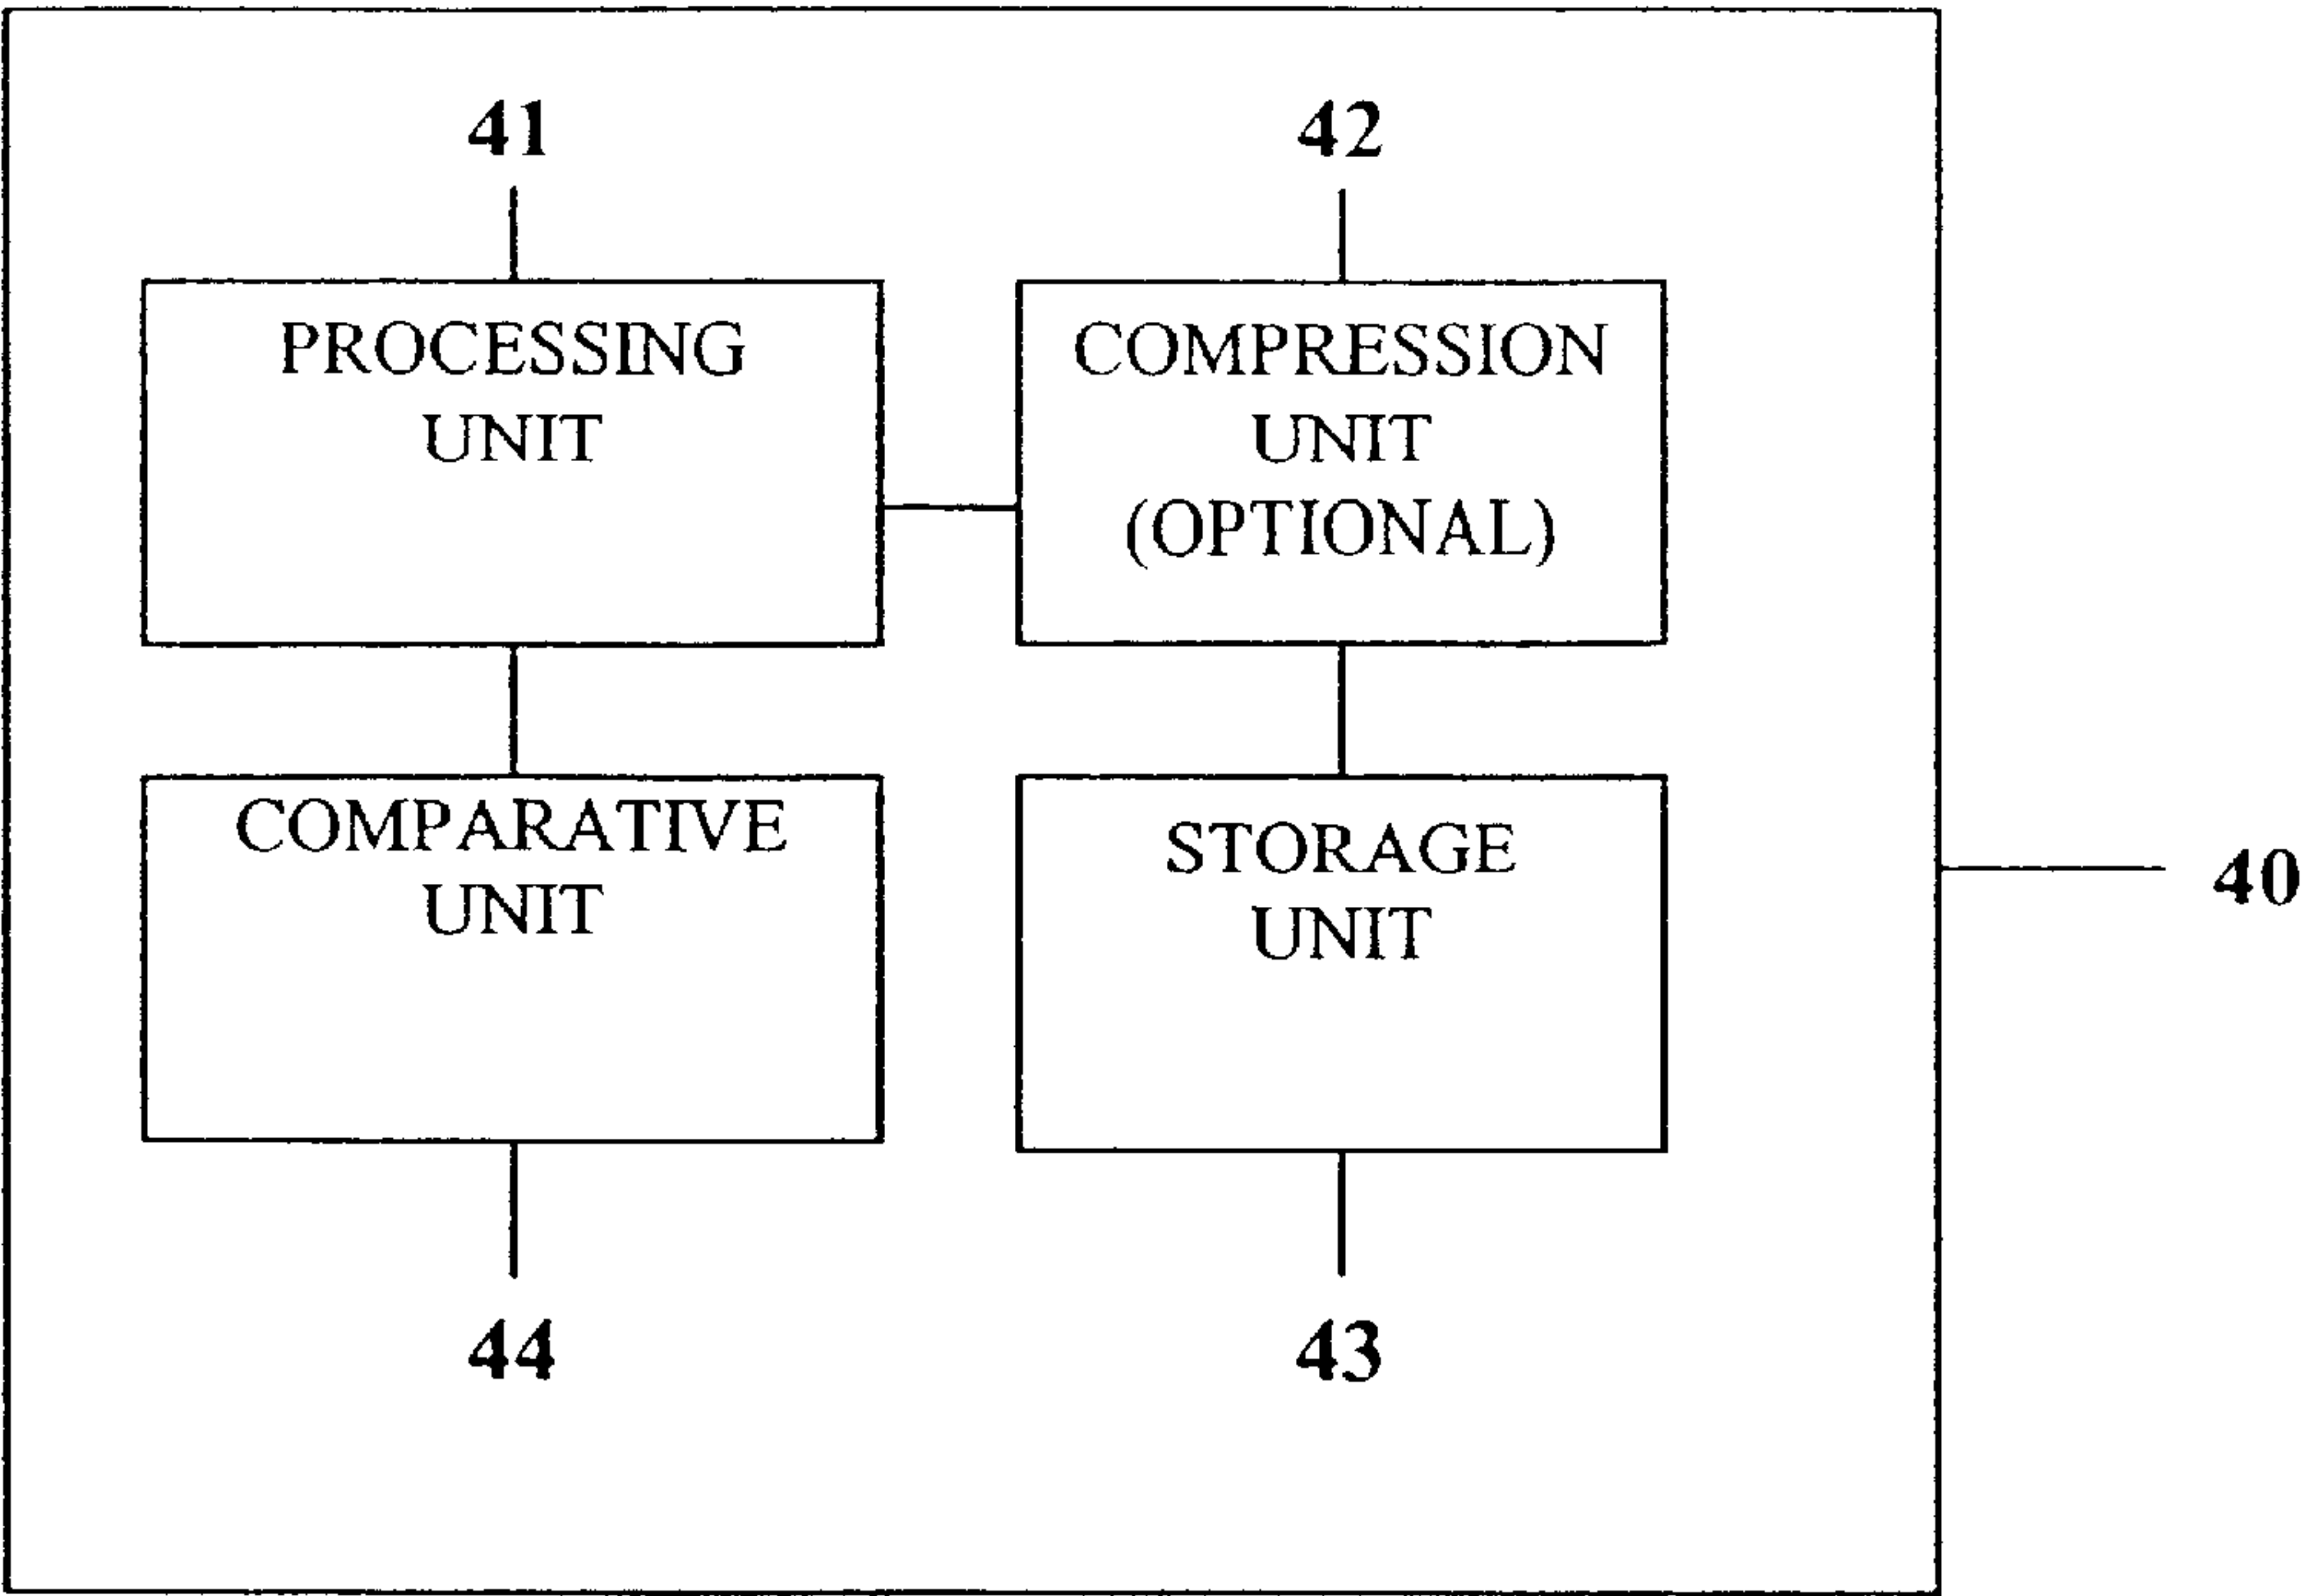 41
42
PROCESSING
UNIT
COMPRESSION
UNIT
(OPTIONAL)
COMPARATIVE
UNIT
STORAGE
UNIT
40
44
43